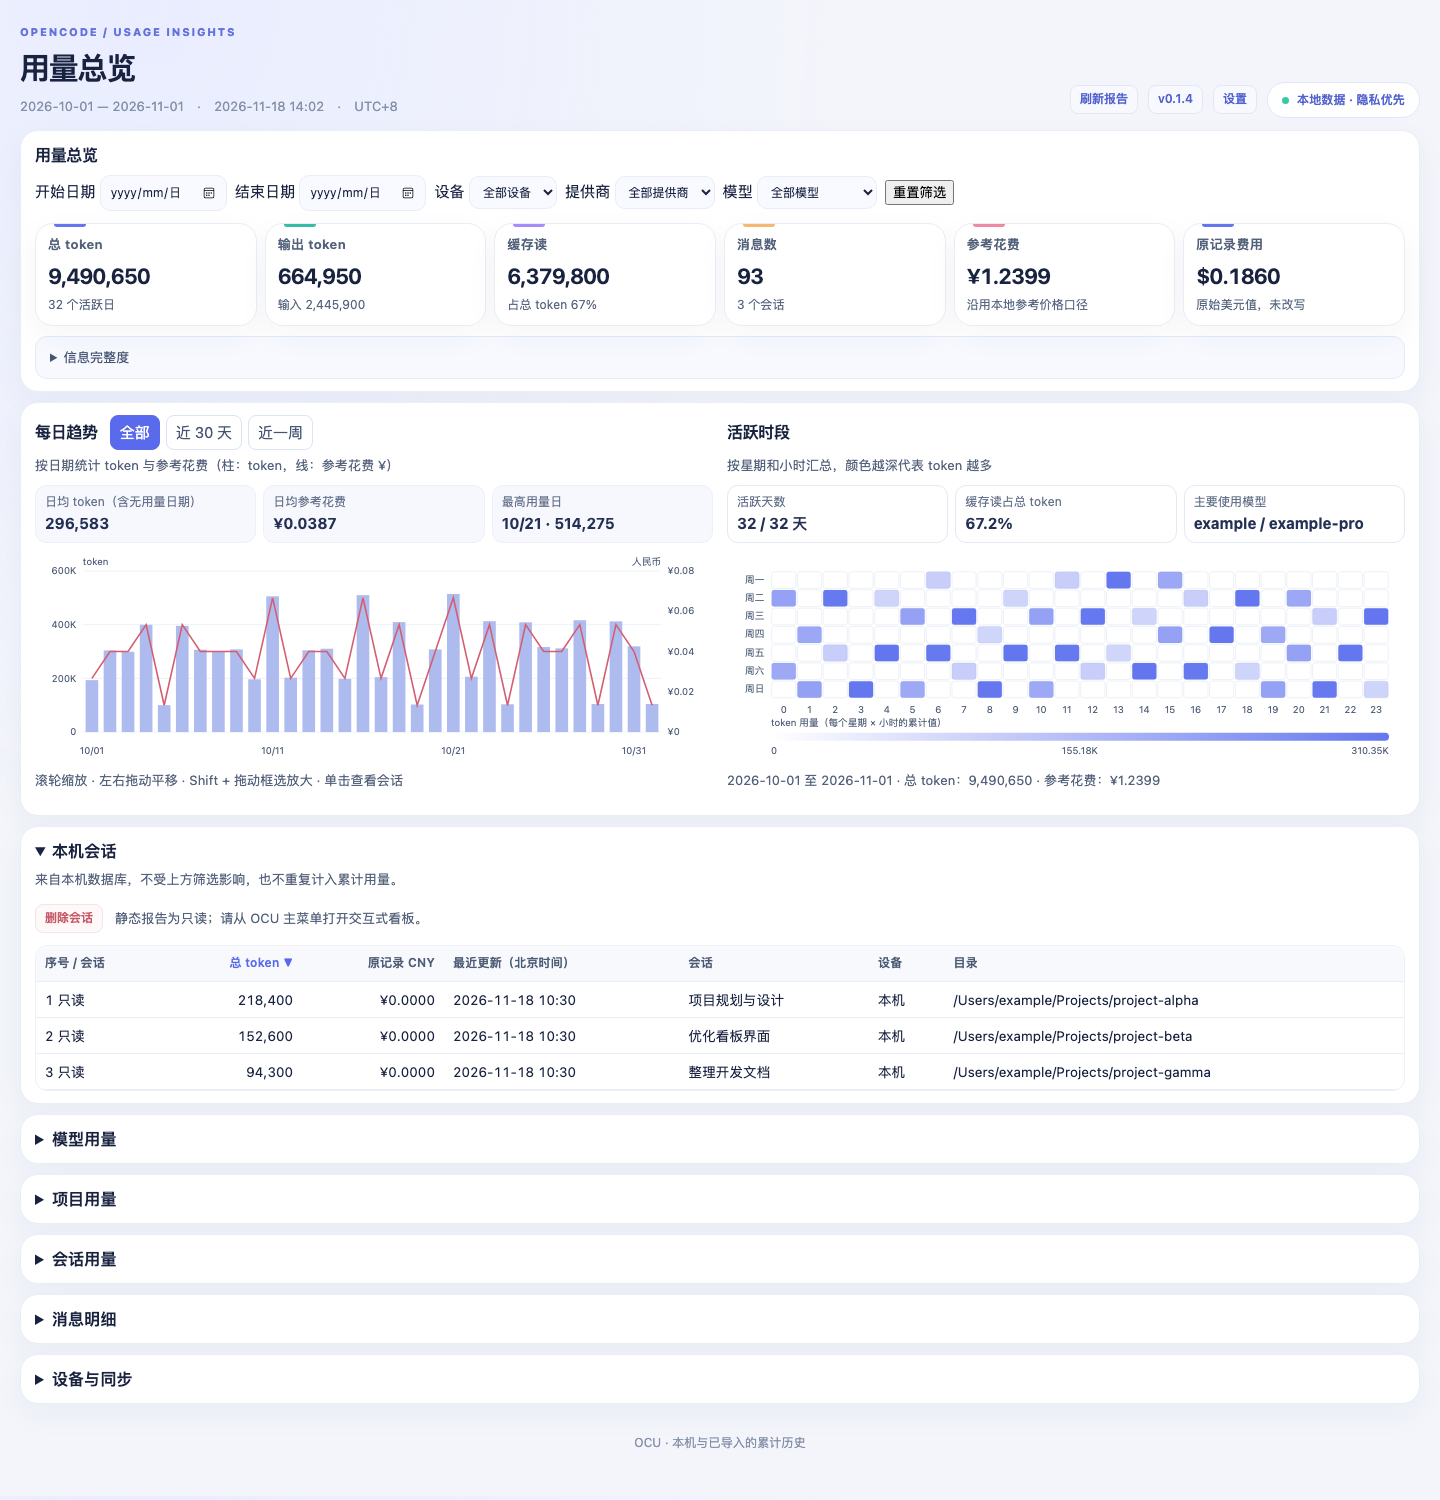 OPENCODE / USAGE INSIGHTS
用量总览
2026-10-01 — 2026-11-01 · 2026-11-18 14:02 · UTC+8
刷新报告 v0.1.4 设置 本地数据 · 隐私优先
用量总览
开始日期 yyyy/mm/日 结束日期 yyyy/mm/日 设备 全部设备 提供商 全部提供商 模型 全部模型 重置筛选
总 token 输出 token 缓存读 消息数 参考花费 原记录费用
9,490,650 664,950 6,379,800 93 ¥1.2399 $0.1860
32 个活跃日 输入 2,445,900 占总 token 67% 3 个会话 沿用本地参考价格口径 原始美元值，未改写
▶ 信息完整度
每日趋势 全部 近 30 天 近一周
按日期统计 token 与参考花费（柱：token，线：参考花费 ¥）
日均 token（含无用量日期） 日均参考花费 最高用量日
296,583 ¥0.0387 10/21 · 514,275
token 人民币
600K ¥0.08
¥0.06
400K
¥0.04
200K
¥0.02
0 ¥0
10/01 10/11 10/21 10/31
滚轮缩放 · 左右拖动平移 · Shift + 拖动框选放大 · 单击查看会话
活跃时段
按星期和小时汇总，颜色越深代表 token 越多
活跃天数 缓存读占总 token 主要使用模型
32 / 32 天 67.2% example / example-pro
周一
周二
周三
周四
周五
周六
周日
0 1 2 3 4 5 6 7 8 9 10 11 12 13 14 15 16 17 18 19 20 21 22 23
token 用量（每个星期 × 小时的累计值）
0 155.18K 310.35K
2026-10-01 至 2026-11-01 · 总 token：9,490,650 · 参考花费：¥1.2399
▼ 本机会话
来自本机数据库，不受上方筛选影响，也不重复计入累计用量。
删除会话 静态报告为只读；请从 OCU 主菜单打开交互式看板。
序号 / 会话 总 token ▼ 原记录 CNY 最近更新（北京时间） 会话 设备 目录
1 只读 218,400 ¥0.0000 2026-11-18 10:30 项目规划与设计 本机 /Users/example/Projects/project-alpha
2 只读 152,600 ¥0.0000 2026-11-18 10:30 优化看板界面 本机 /Users/example/Projects/project-beta
3 只读 94,300 ¥0.0000 2026-11-18 10:30 整理开发文档 本机 /Users/example/Projects/project-gamma
▶ 模型用量
▶ 项目用量
▶ 会话用量
▶ 消息明细
▶ 设备与同步
OCU · 本机与已导入的累计历史